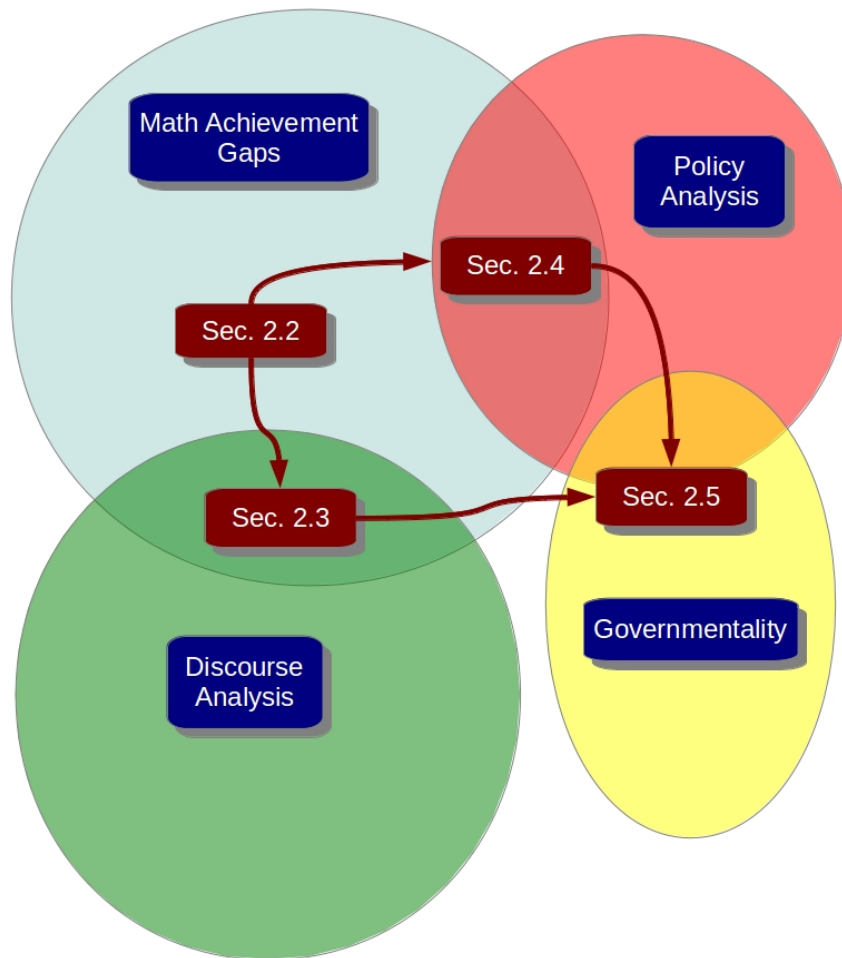 Math Achievement
Gaps
Policy
Analysis
Sec. 2.4
Sec. 2.2
Sec. 2.3
Sec. 2.5
Governmentality
Discourse
Analysis